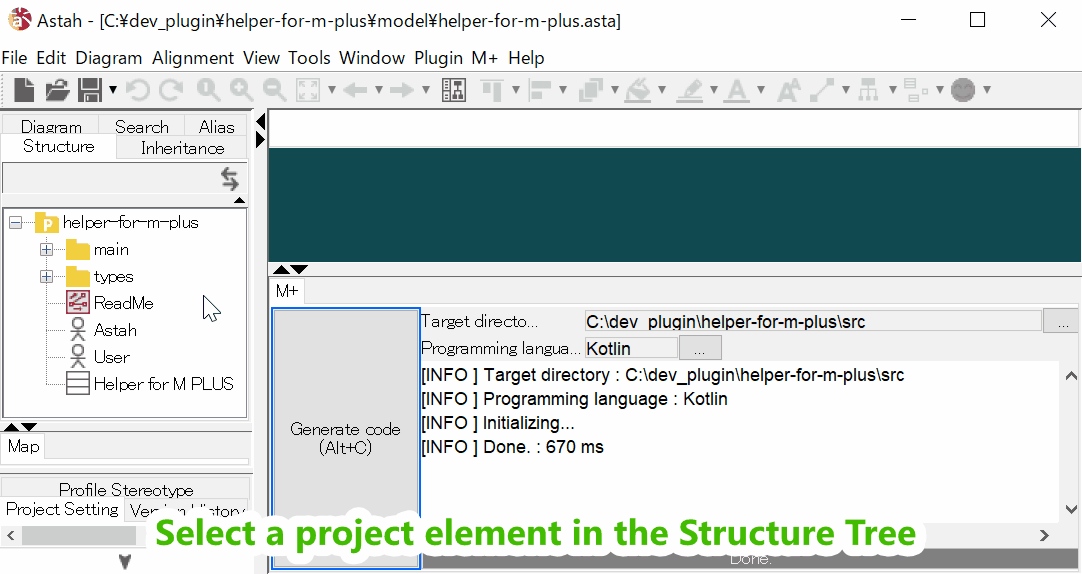 Astah - [C:¥dev_plugin¥helper-for-m-plus¥model¥helper-for-m-plus.asta]
File Edit Diagram Alignment View Tools Window Plugin M+ Help
Diagram Search Alias
Structure Inheritance
helper-for-m-plus
main
types
ReadMe
Astah
User
Helper for M PLUS
Map
Profile Stereotype
Project Setting Version History
M+
Generate code
(Alt+C)
Target directo...
C:\dev_plugin\helper-for-m-plus\src
...
Programming langua...
Kotlin
...
[INFO ] Target directory : C:\dev_plugin\helper-for-m-plus\src
[INFO ] Programming language : Kotlin
[INFO ] Initializing...
[INFO ] Done. : 670 ms
Select a project element in the Structure Tree
Done.